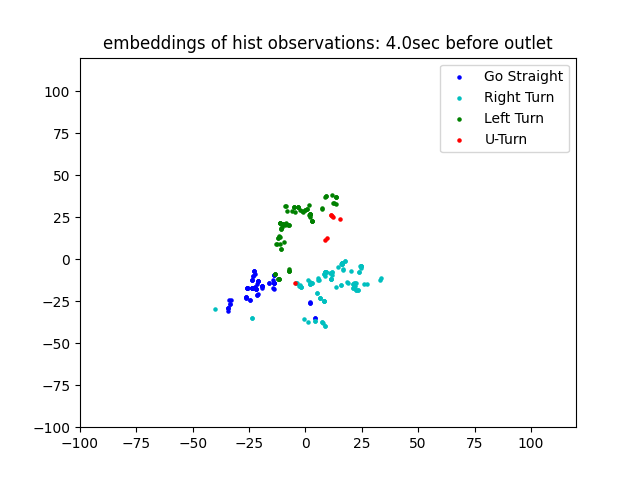 embeddings of hist observations: 4.0sec before outlet
Go Straight
Right Turn
Left Turn
U-Turn
100
75
50
25
0
−25
−50
−75
−100
−100 −75 −50 −25 0 25 50 75 100